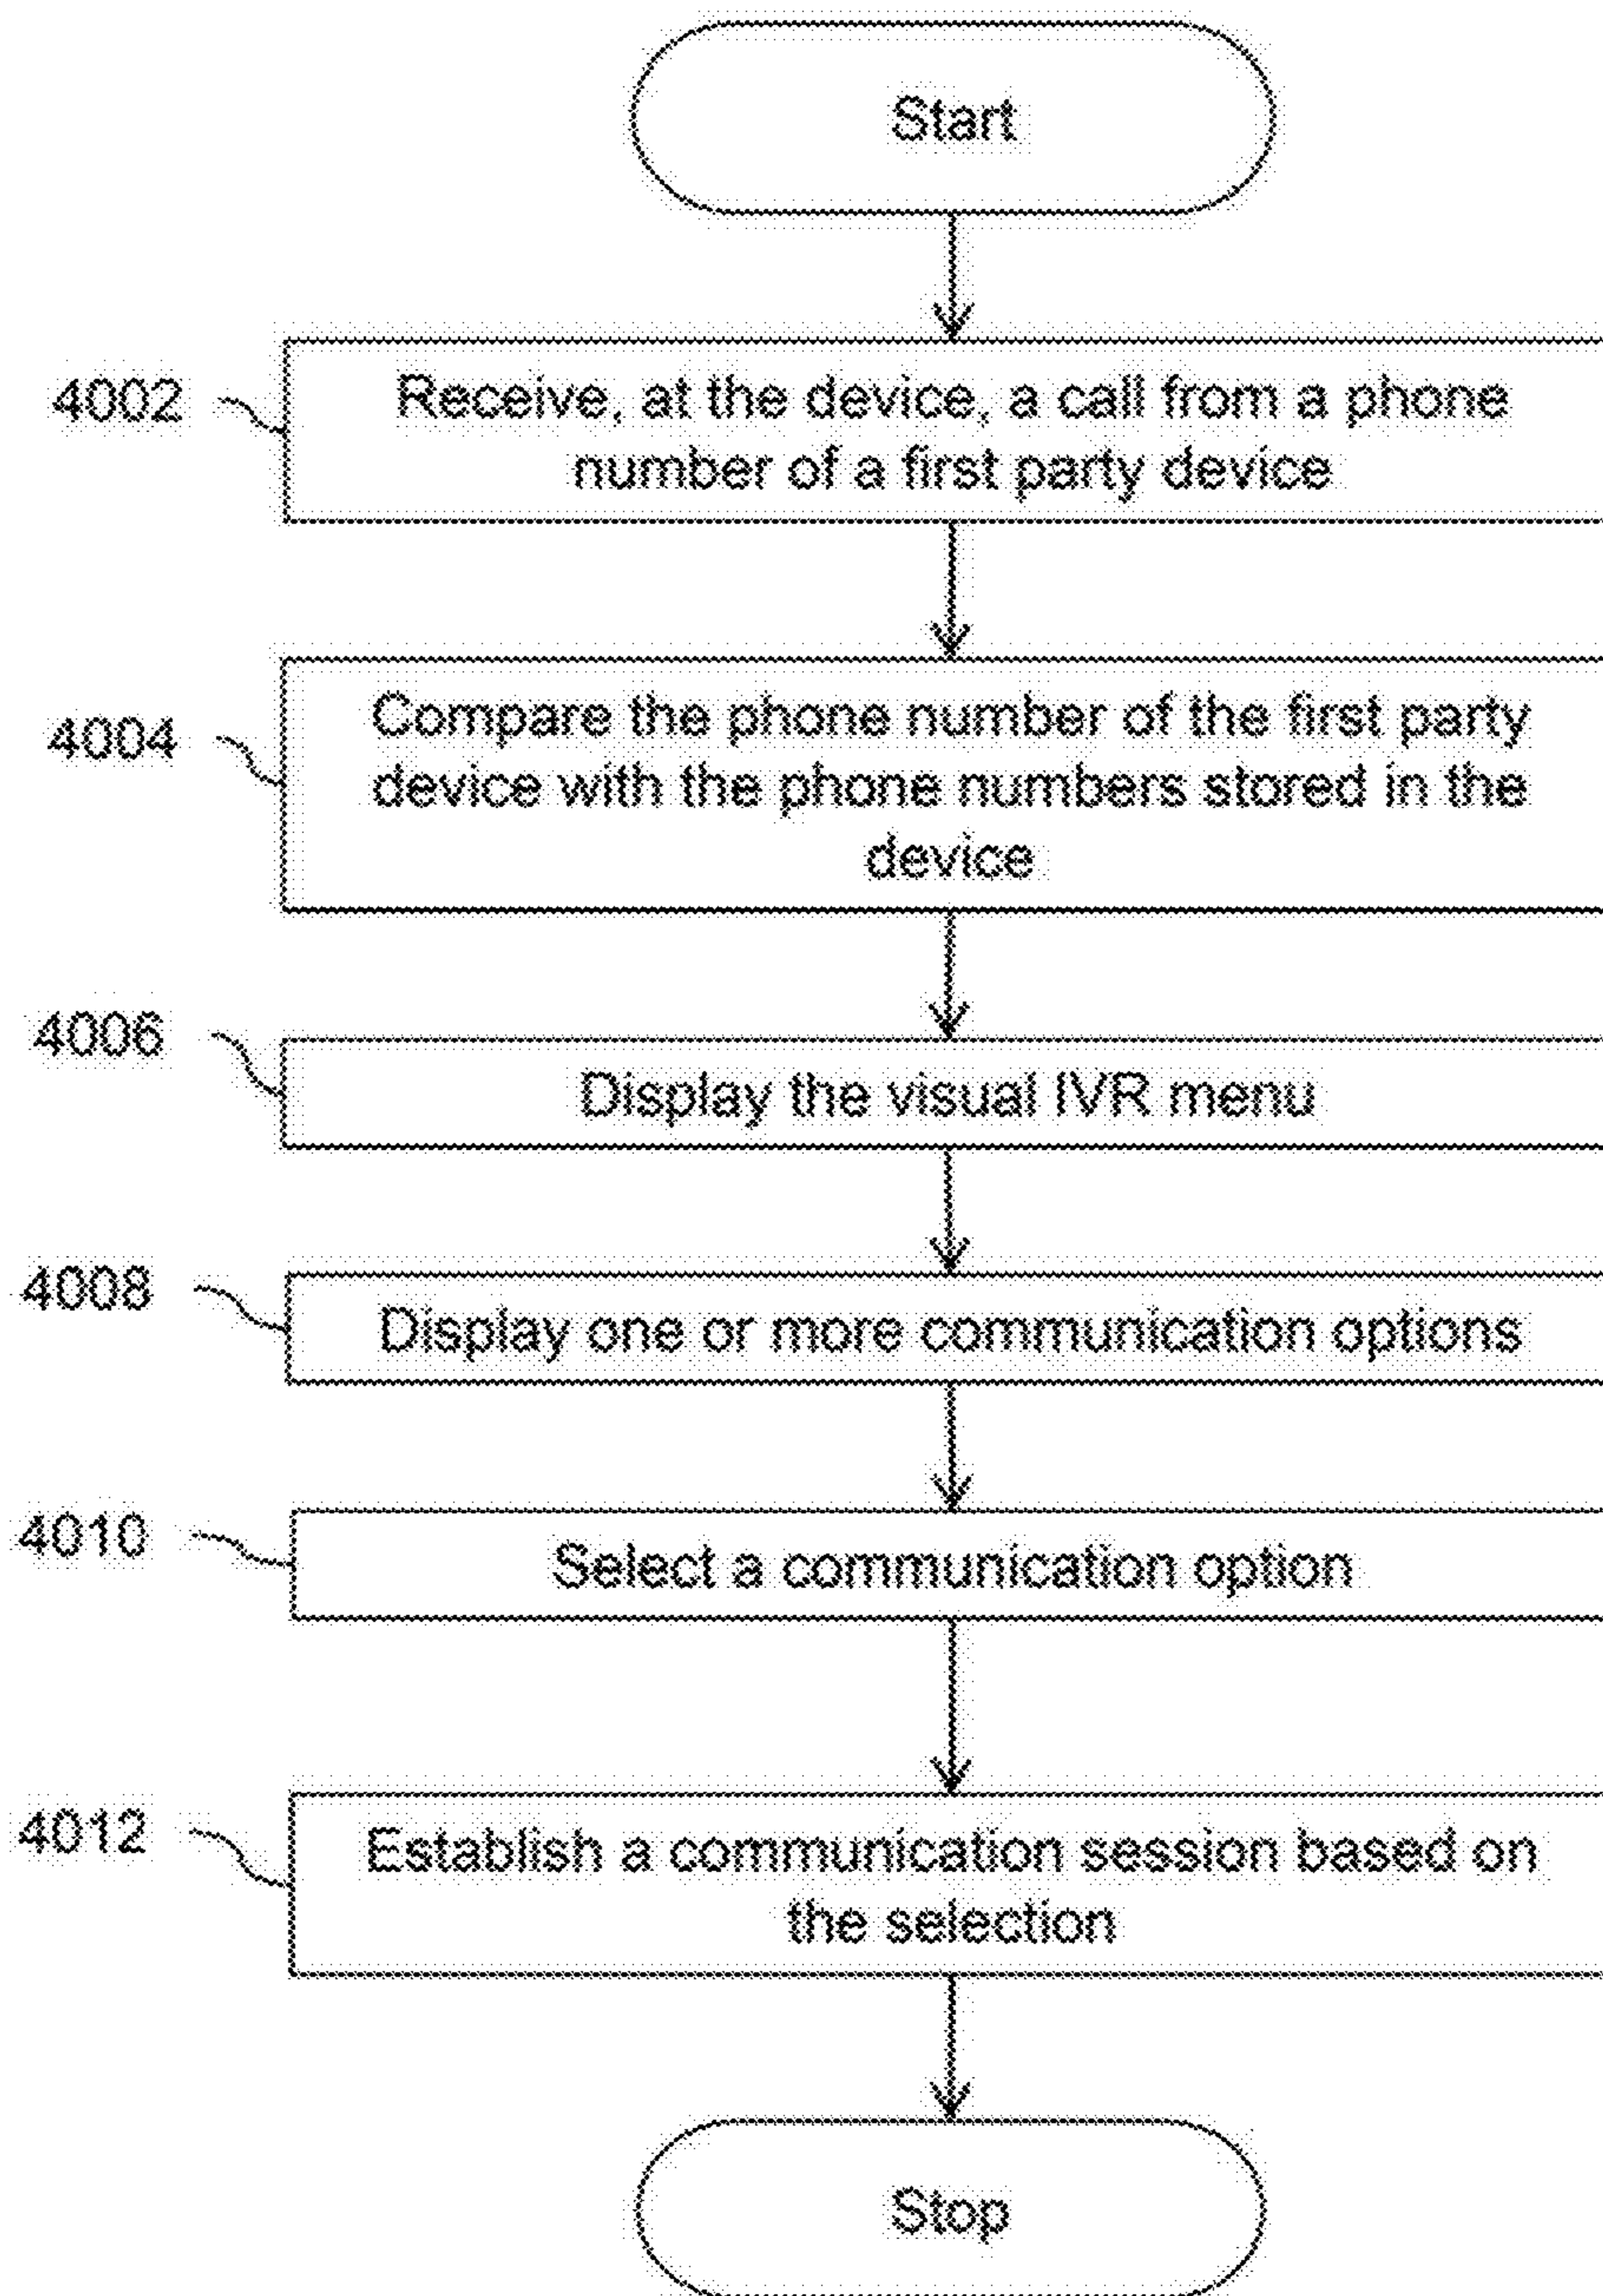 Start
4002
Receive, at the device, a call from a phone
number of a first party device
4004
Compare the phone number of the first party
device with the phone numbers stored in the
device
4006
Display the visual IVR menu
4008
Display one or more communication options
4010
Select a communication option
4012
Establish a communication session based on
the selection
Stop